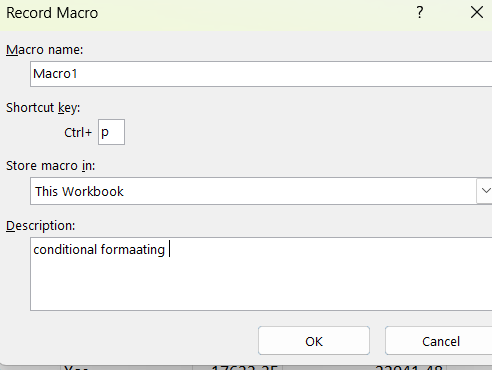 Record Macro ?
Macro name:
Macro1
Shortcut key:
Ctrl+ p
Store macro in:
This Workbook
Description:
conditional formaating
OK Cancel